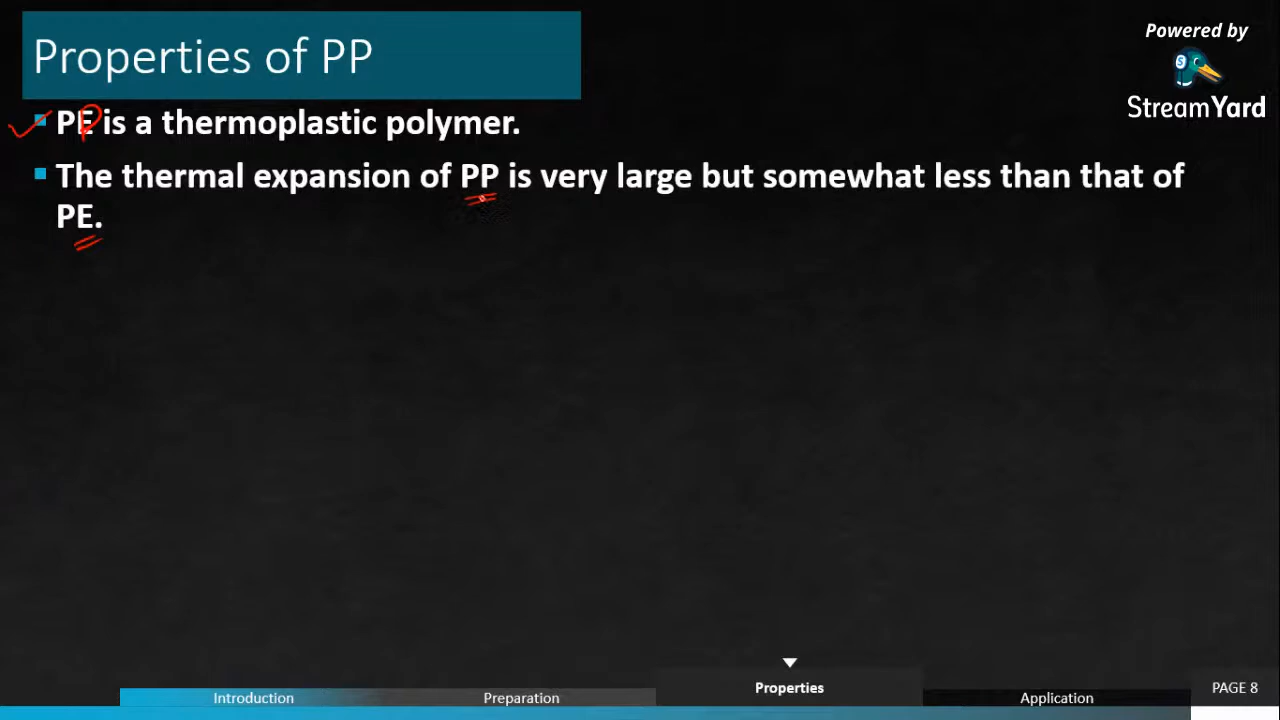 Properties of PP
Powered by
StreamYard
PE is a thermoplastic polymer.
P
The thermal expansion of PP is very large but somewhat less than that of
PE.
Introduction
Preparation
Properties
Application
PAGE 8